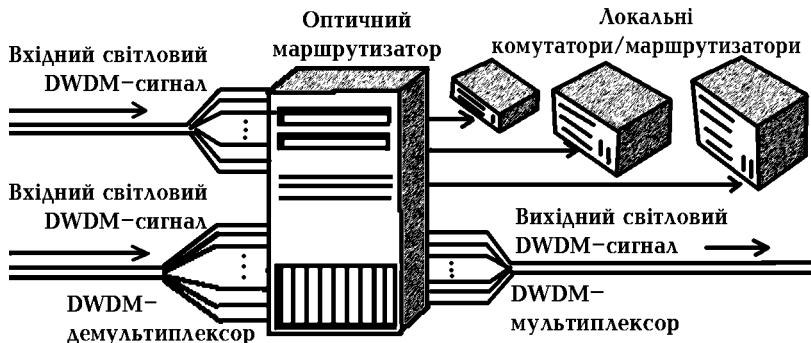 Оптичний
маршрутизатор
Локальні
комутатори/маршрутизатори
Вхідний світловий
DWDM–сигнал
Вхідний світловий
DWDM–сигнал
Вихідний світловий
DWDM–сигнал
DWDM–
демультиплексор
DWDM–
мультиплексор